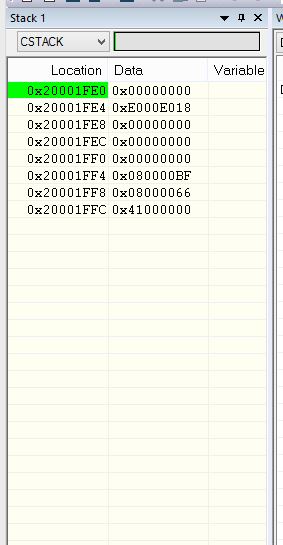 Stack 1
CSTACK
Location Data Variable
0x20001FE0 0x00000000
0x20001FE4 0xE000E018
0x20001FE8 0x00000000
0x20001FEC 0x00000000
0x20001FF0 0x00000000
0x20001FF4 0x080000BF
0x20001FF8 0x08000066
0x20001FFC 0x41000000